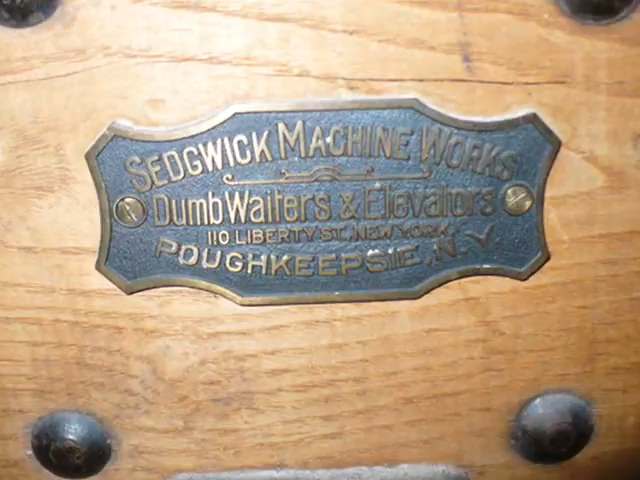 SEDGWICK MACHINE WORKS
Dumb Waiters & Elevators
110 LIBERTY ST., NEW YORK.
POUGHKEEPSIE, N.Y.